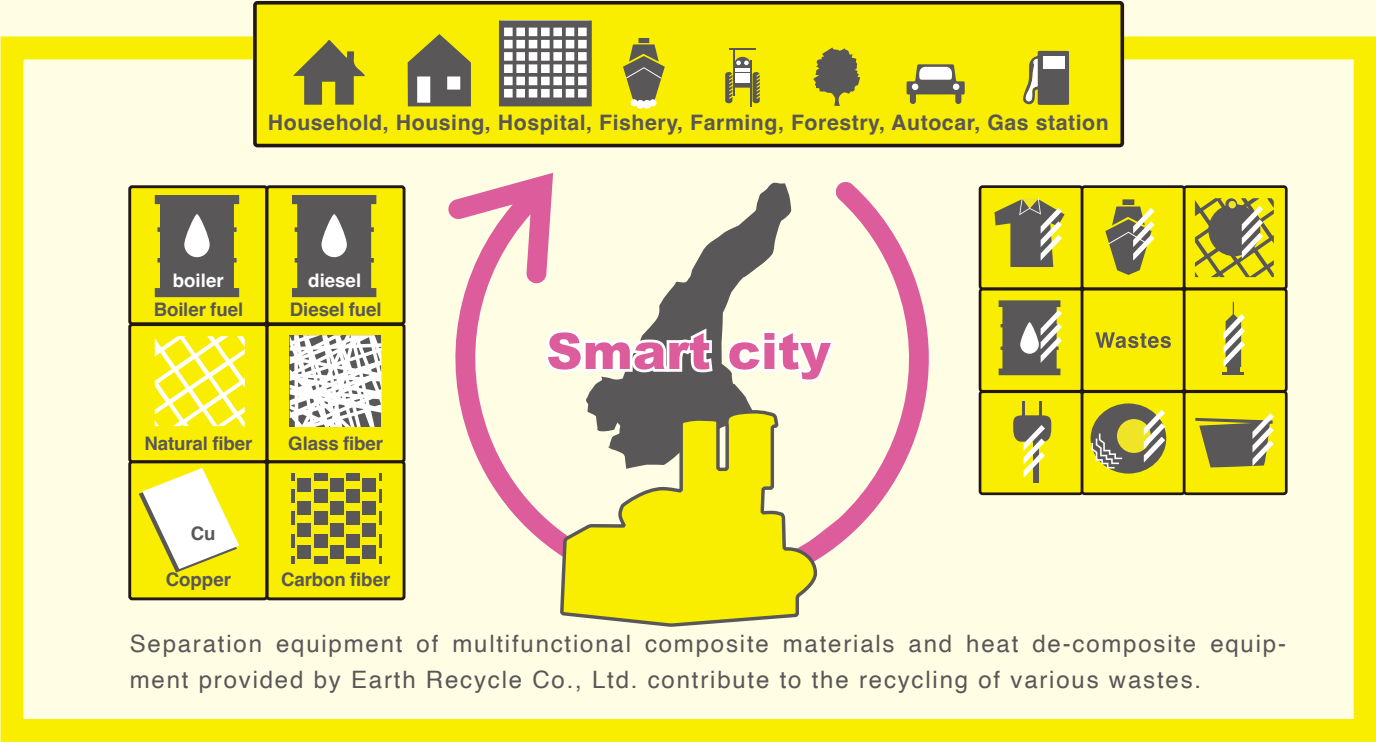 Household, Housing, Hospital, Fishery, Farming, Forestry, Autocar, Gas station
boiler
Boiler fuel
diesel
Diesel fuel
Natural fiber
Glass fiber
Cu
Copper
Carbon fiber
Smart city
Wastes
Separation equipment of multifunctional composite materials and heat de-composite equip-
ment provided by Earth Recycle Co., Ltd. contribute to the recycling of various wastes.